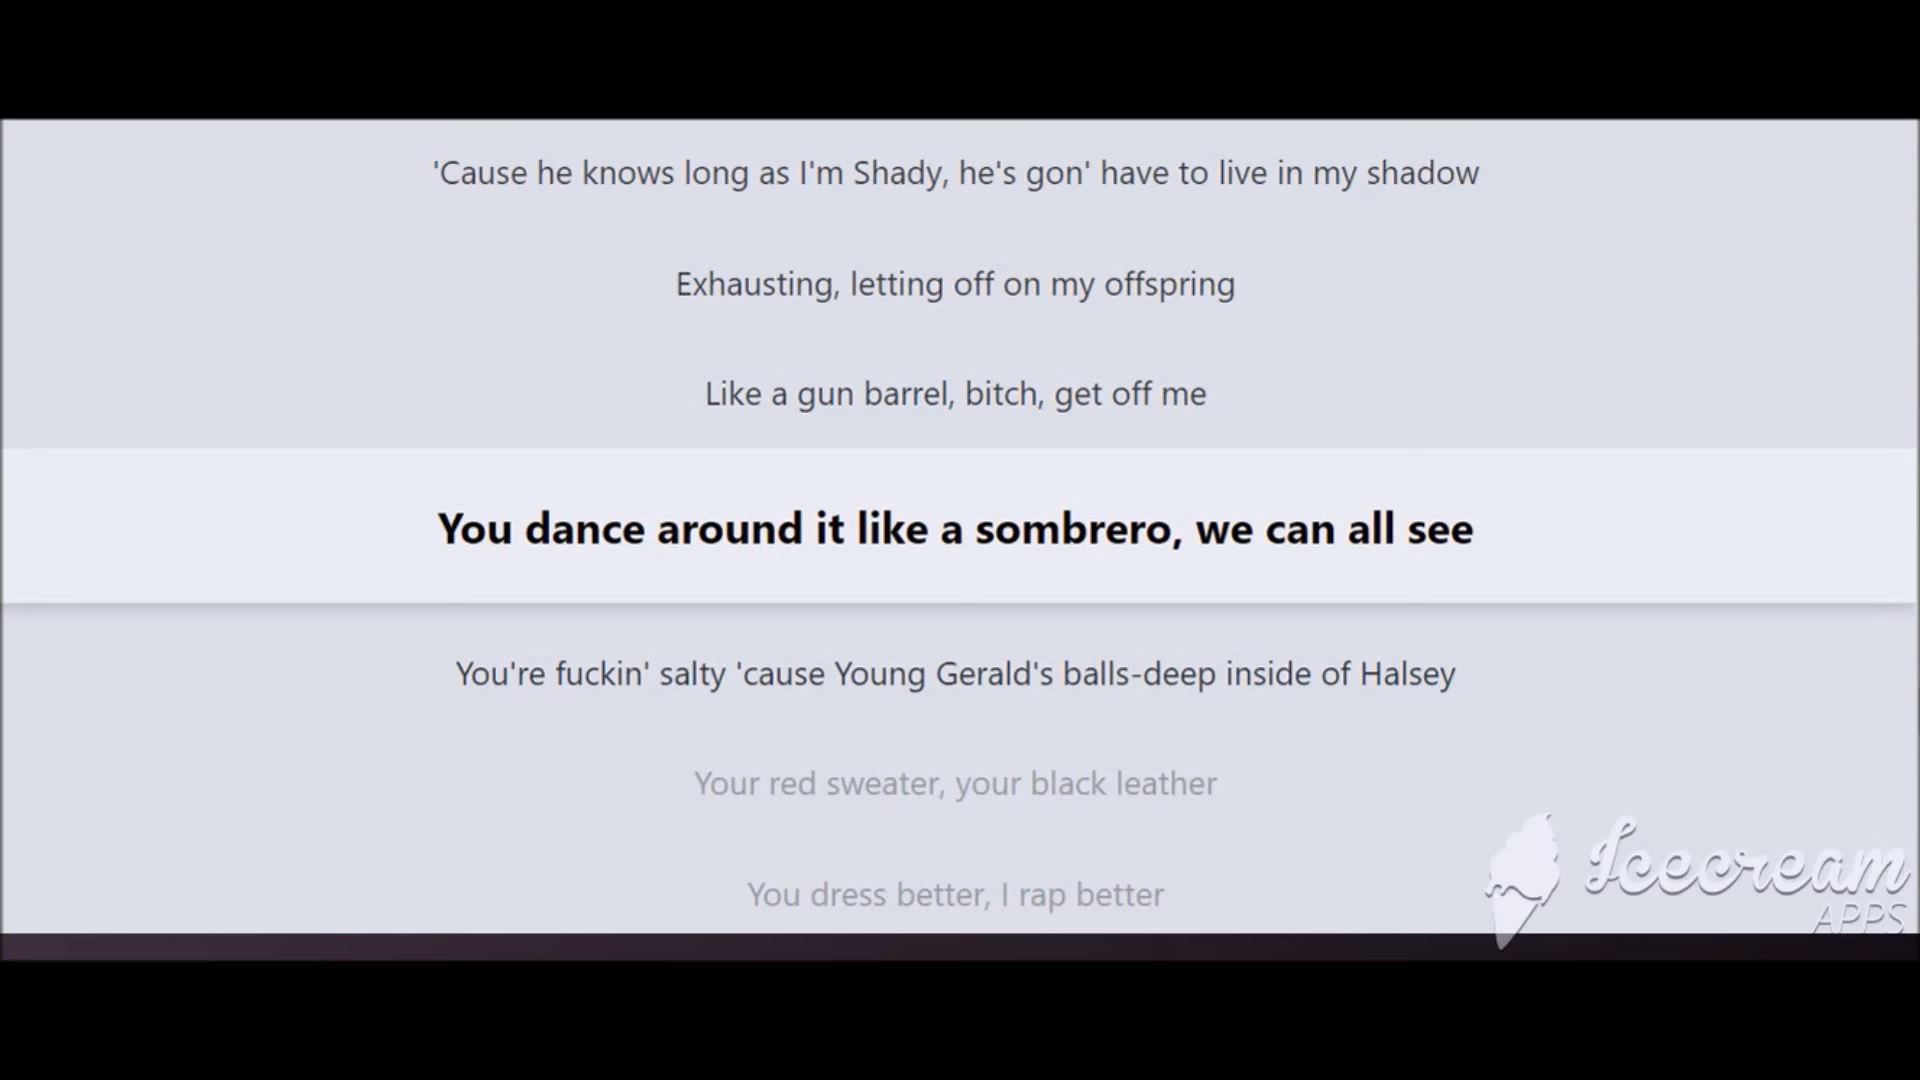 'Cause he knows long as I'm Shady, he's gon' have to live in my shadow
Exhausting, letting off on my offspring
Like a gun barrel, bitch, get off me
You dance around it like a sombrero, we can all see
You're fuckin' salty 'cause Young Gerald's balls-deep inside of Halsey
Your red sweater, your black leather
You dress better, I rap better
Icecream
APPS